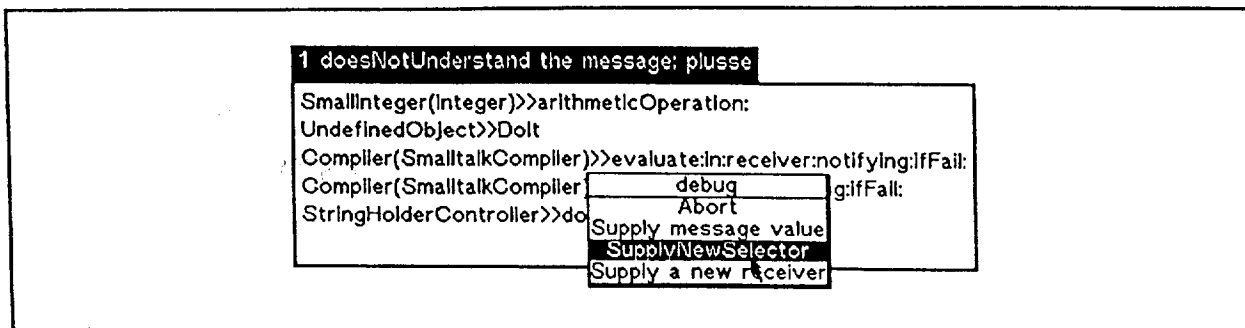 1 doesNotUnderstand the message: plusse
SmallInteger(Integer)>>arithmeticOperation:
UndefinedObject>>DoIt
Compiler(SmalltalkCompiler)>>evaluate:in:receiver:notifying:ifFail:
Compiler(SmalltalkCompiler) g:ifFail:
StringHolderController>>do
debug
Abort
Supply message value
SupplyNewSelector
Supply a new receiver